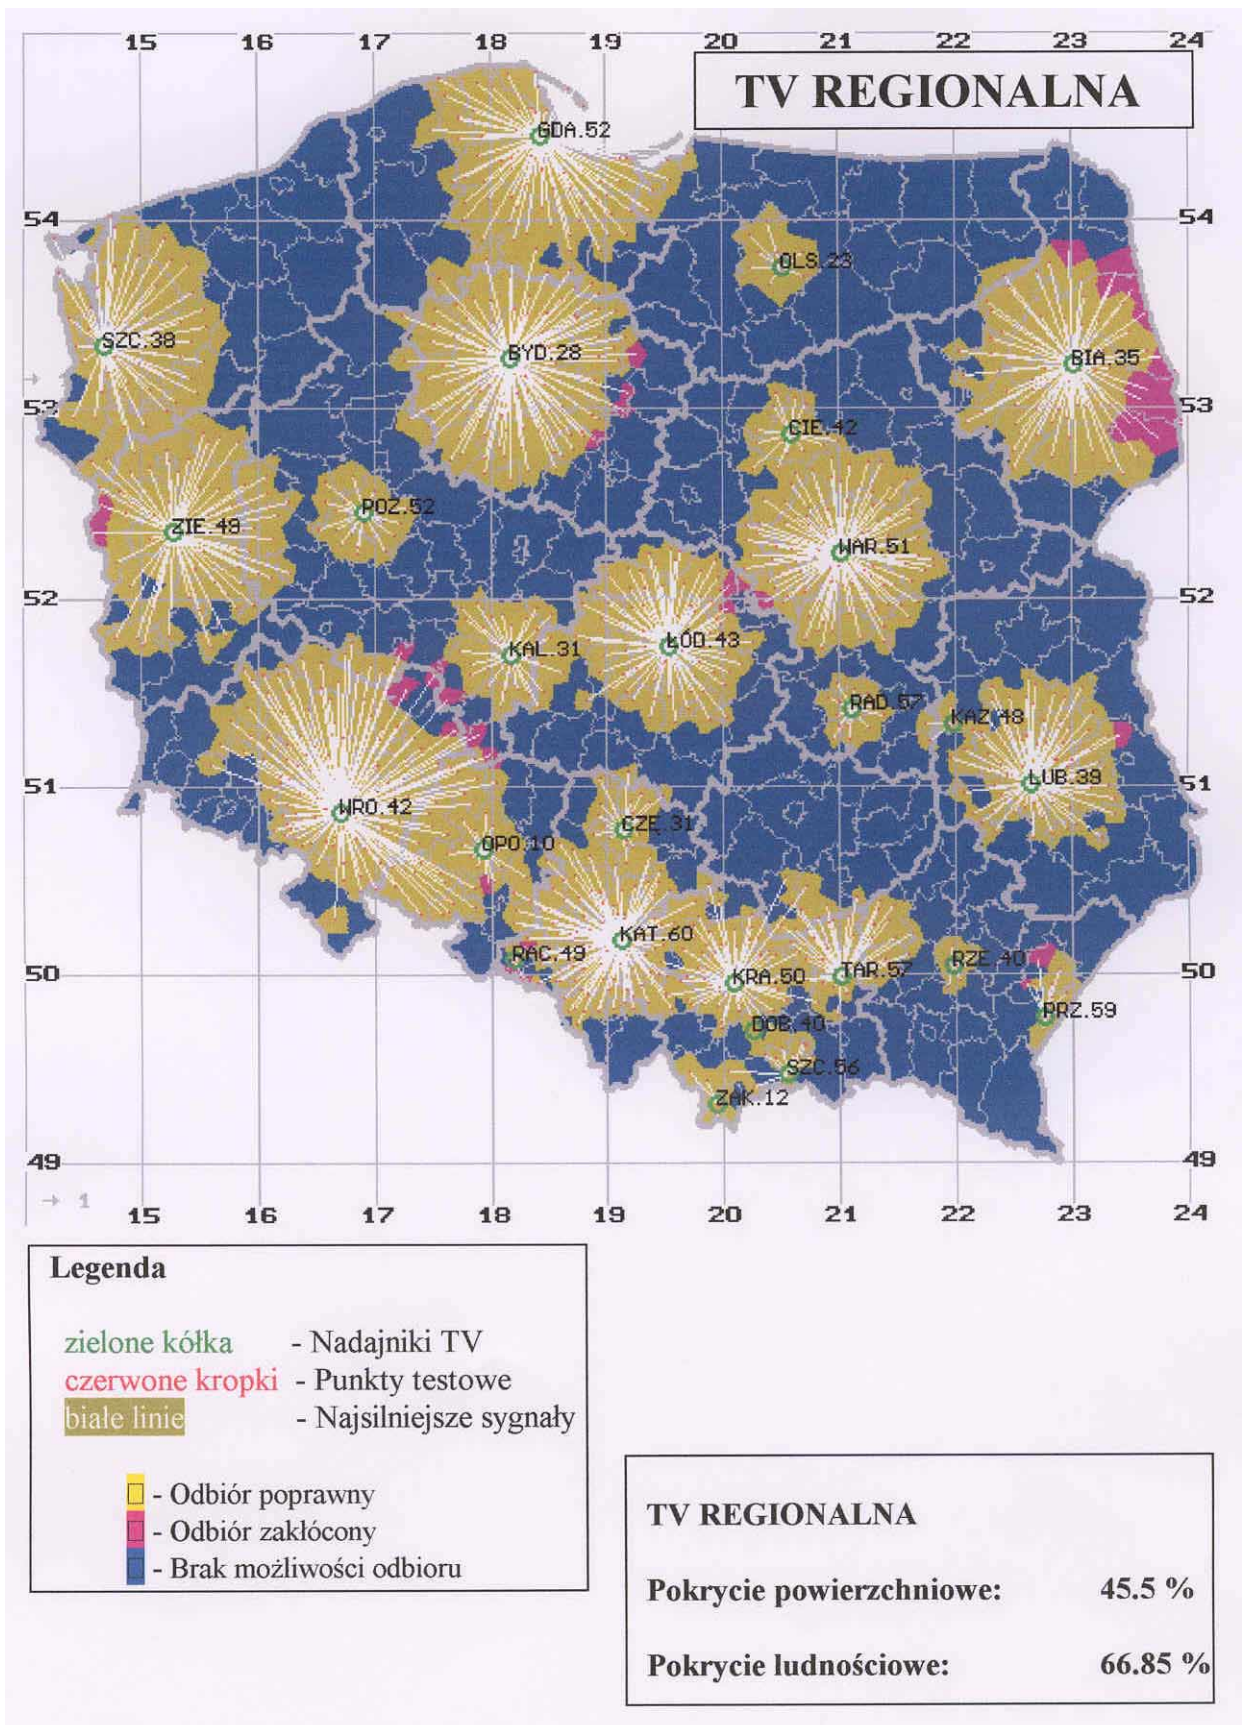 15 16 17 18 19 20 21 22 23 24
TV REGIONALNA
GDA.52
54 54
OLS.23
SZC.38
BYD.28
BIA.35
53 53
CIE.42
POZ.52
ZIE.49
WAR.51
52 52
KAL.31
ŁOD.43
RAD.57
KAZ.48
LUB.39
51 51
WRO.42
CZE.31
OPO.10
KAT.60
RAC.49
RZE.40
TAR.57
50 50
KRA.50
PRZ.59
DOB.40
SZC.56
ZAK.12
49 49
→ 1
15 16 17 18 19 20 21 22 23 24
Legenda
zielone kółka - Nadajniki TV
czerwone kropki - Punkty testowe
białe linie - Najsilniejsze sygnały
- Odbiór poprawny
- Odbiór zakłócony
- Brak możliwości odbioru
TV REGIONALNA
Pokrycie powierzchniowe: 45.5 %
Pokrycie ludnościowe: 66.85 %